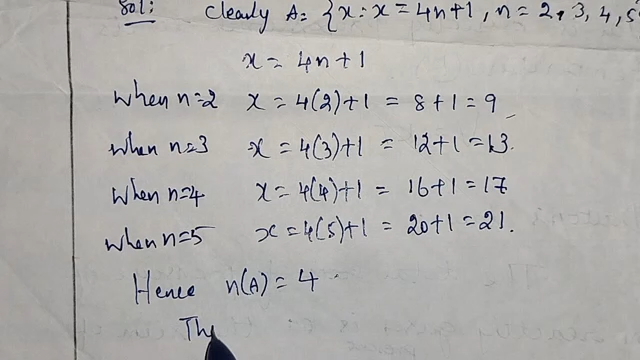 Sol: Clearly A = {x : x = 4n+1, n = 2, 3, 4, 5
x = 4n+1
when n=2 x = 4(2)+1 = 8+1 = 9
when n=3 x = 4(3)+1 = 12+1 = 13.
when n=4 x = 4(4)+1 = 16+1 = 17
when n=5 x = 4(5)+1 = 20+1 = 21.
Hence n(A) = 4
Th